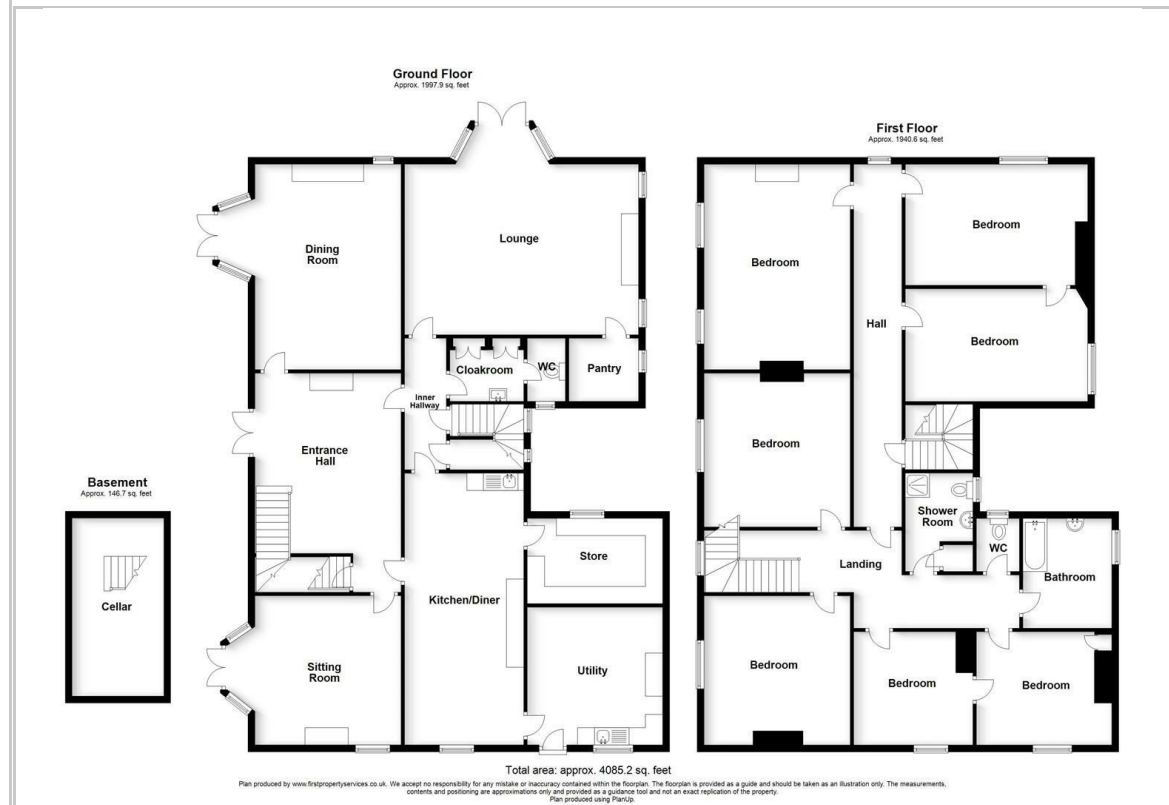 Ground Floor
Approx. 1997.9 sq. feet
First Floor
Approx. 1940.6 sq. feet
Dining
Room
Lounge
Bedroom
Bedroom
Hall
Bedroom
Cloakroom
WC
Pantry
Inner
Hallway
Entrance
Hall
Bedroom
Basement
Approx. 146.7 sq. feet
Cellar
Store
Shower
Room
WC
Landing
Bathroom
Kitchen/Diner
Sitting
Room
Utility
Bedroom
Bedroom
Bedroom
Total area: approx. 4085.2 sq. feet
Plan produced by www.firstpropertyservices.co.uk. We accept no responsibility for any mistake or inaccuracy contained within the floorplan. The floorplan is provided as a guide and should be taken as an illustration only. The measurements,
contents and positioning are approximations only and provided as a guidance tool and not an exact replication of the property.
Plan produced using PlanUp.